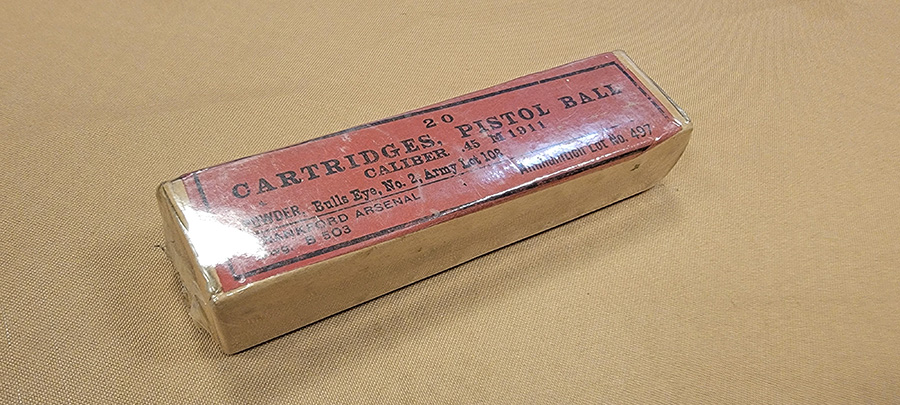 20
CARTRIDGES, PISTOL BALL
CALIBER .45 M 1911
POWDER, Bulls Eye, No. 2, Army Lot 108
Ammunition Lot No. 497
FRANKFORD ARSENAL
B 503